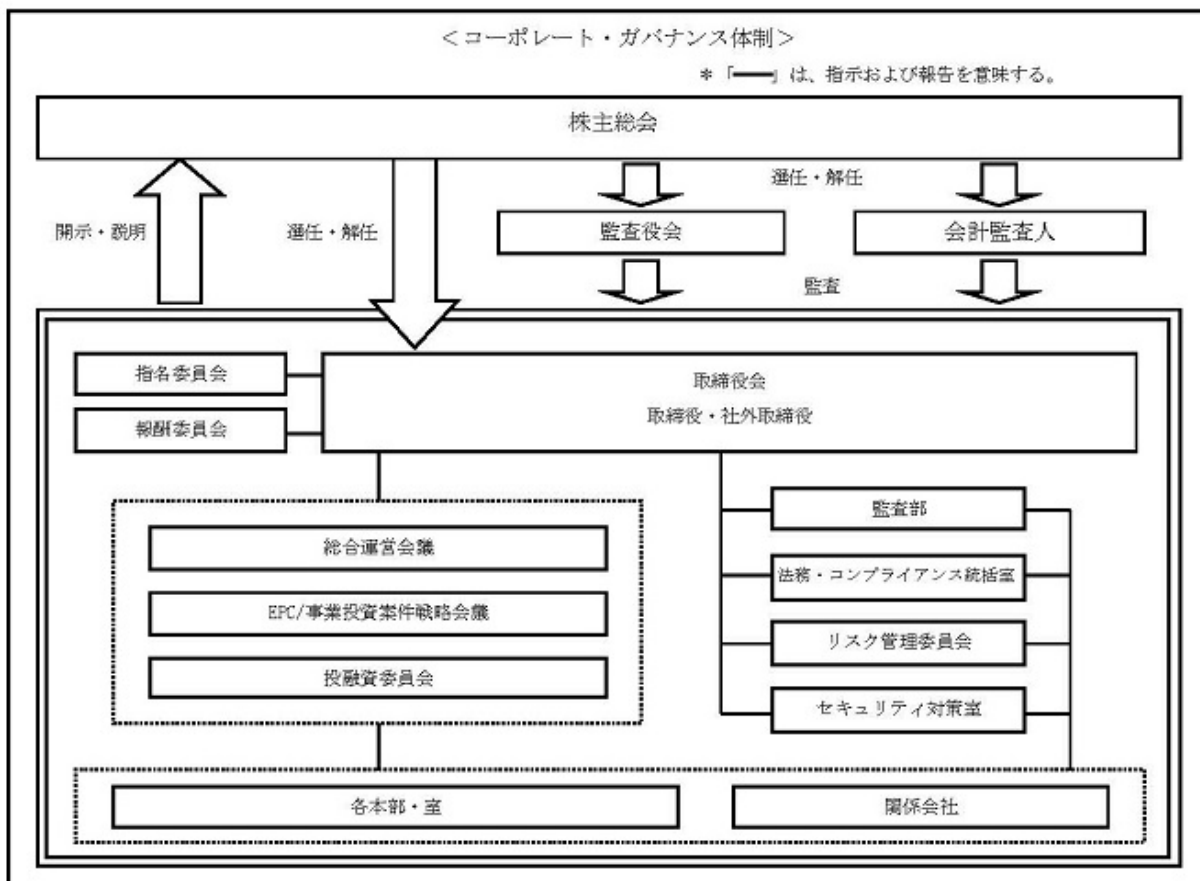 ＜コーポレート・ガバナンス体制＞
＊「━━」は、指示および報告を意味する。
株主総会
開示・説明
選任・解任
選任・解任
監査役会
会計監査人
監査
指名委員会
報酬委員会
取締役会
取締役・社外取締役
総合運営会議
EPC/事業投資案件戦略会議
投融資委員会
監査部
法務・コンプライアンス統括室
リスク管理委員会
セキュリティ対策室
各本部・室
関係会社